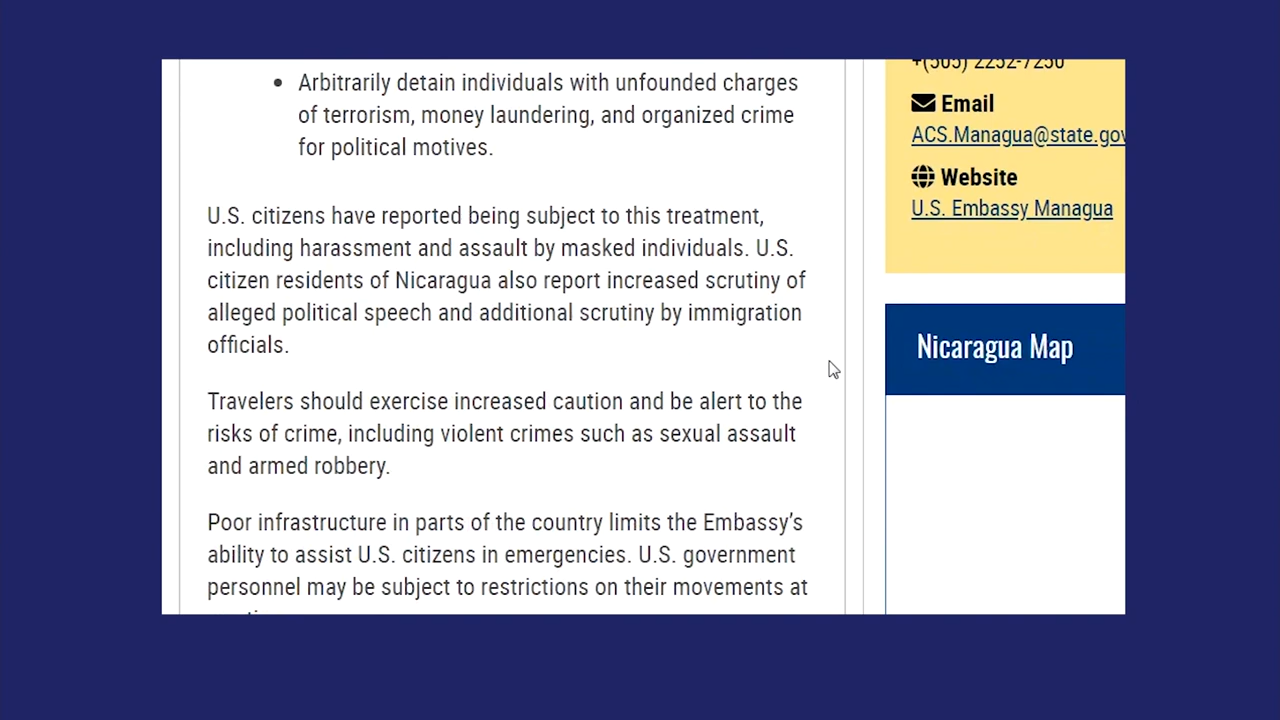 Arbitrarily detain individuals with unfounded charges
of terrorism, money laundering, and organized crime
for political motives.
U.S. citizens have reported being subject to this treatment,
including harassment and assault by masked individuals. U.S.
citizen residents of Nicaragua also report increased scrutiny of
alleged political speech and additional scrutiny by immigration
officials.
Travelers should exercise increased caution and be alert to the
risks of crime, including violent crimes such as sexual assault
and armed robbery.
Poor infrastructure in parts of the country limits the Embassy’s
ability to assist U.S. citizens in emergencies. U.S. government
personnel may be subject to restrictions on their movements at
+(505) 2252-7250
Email
ACS.Managua@state.gov
Website
U.S. Embassy Managua
Nicaragua Map